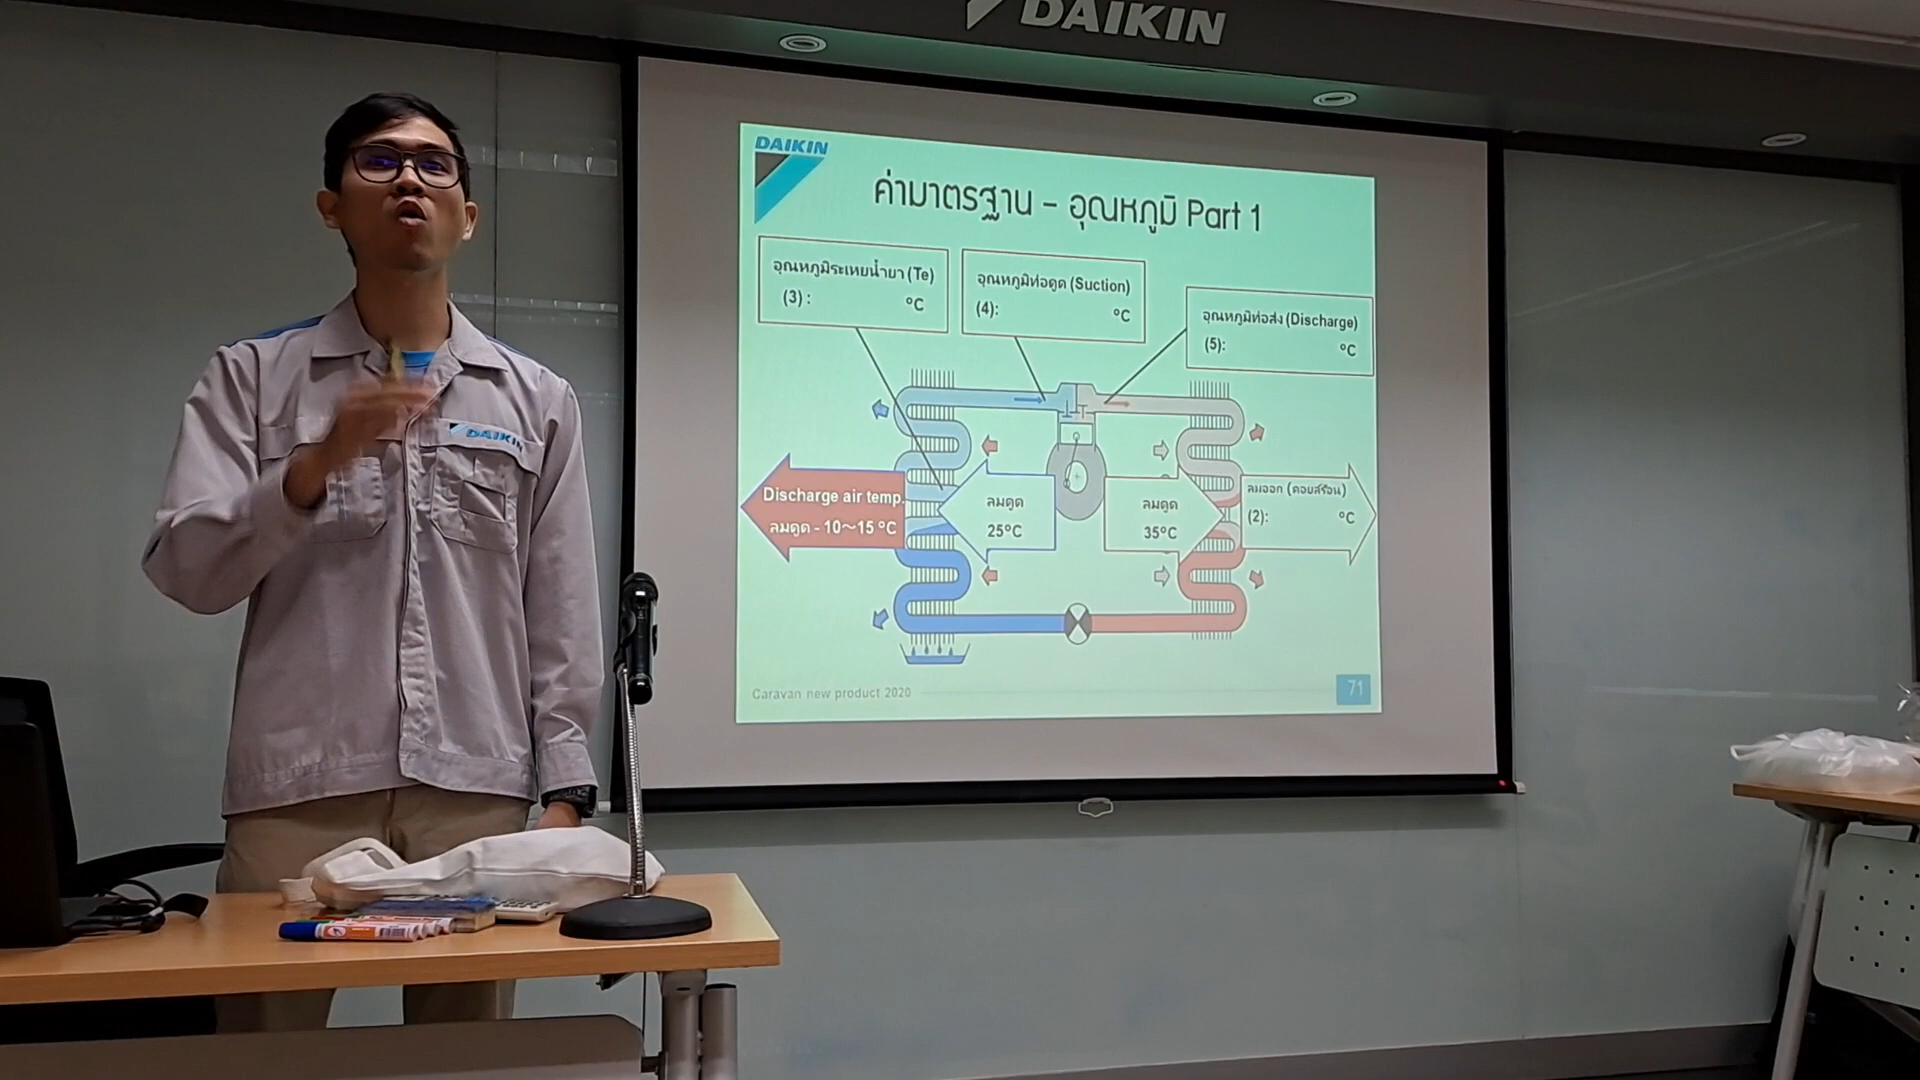 DAIKIN
DAIKIN
ค่ามาตรฐาน - อุณหภูมิ Part 1
อุณหภูมิระเหยน้ำยา (Te)
(3) : °C
อุณหภูมิท่อดูด (Suction)
(4): °C
อุณหภูมิท่อส่ง (Discharge)
(5): °C
Discharge air temp.
ลมดูด - 10~15 °C
ลมดูด
25°C
ลมดูด
35°C
ลมออก (คอยล์ร้อน)
(2): °C
Caravan new product 2020
71
DAIKIN